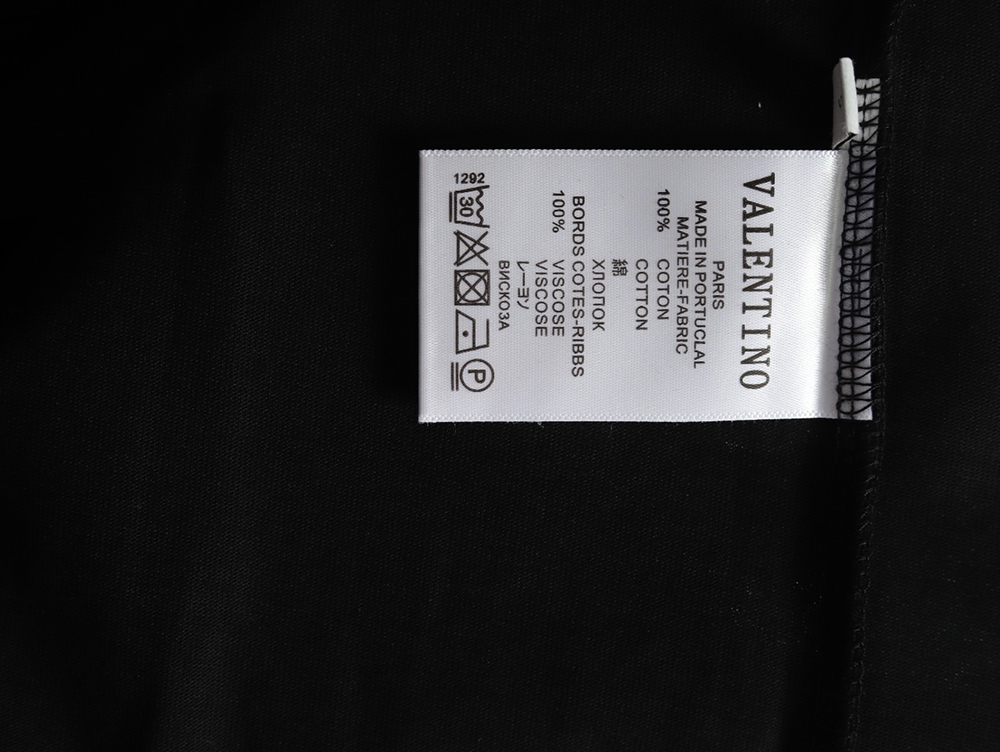 VALENTINO
PARIS
MADE IN PORTUCLAL
MATIERE-FABRIC
100% COTON
COTTON
綿
ХЛОПОК
BORDS COTES-RIBBS
100% VISCOSE
VISCOSE
レーヨン
ВИСКОЗА
1292
30
P